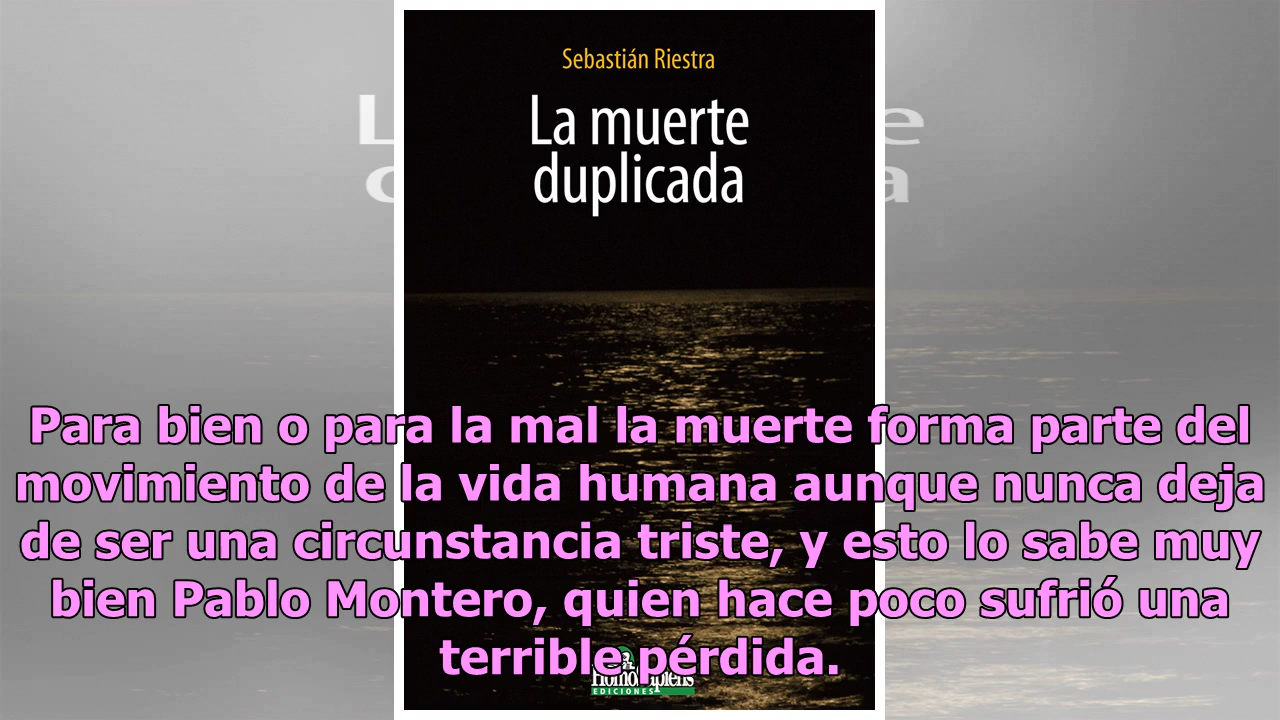 Sebastián Riestra
La muerte
duplicada
Para bien o para la mal la muerte forma parte del
movimiento de la vida humana aunque nunca deja
de ser una circunstancia triste, y esto lo sabe muy
bien Pablo Montero, quien hace poco sufrió una
terrible pérdida.
HomoSapiens
EDICIONES